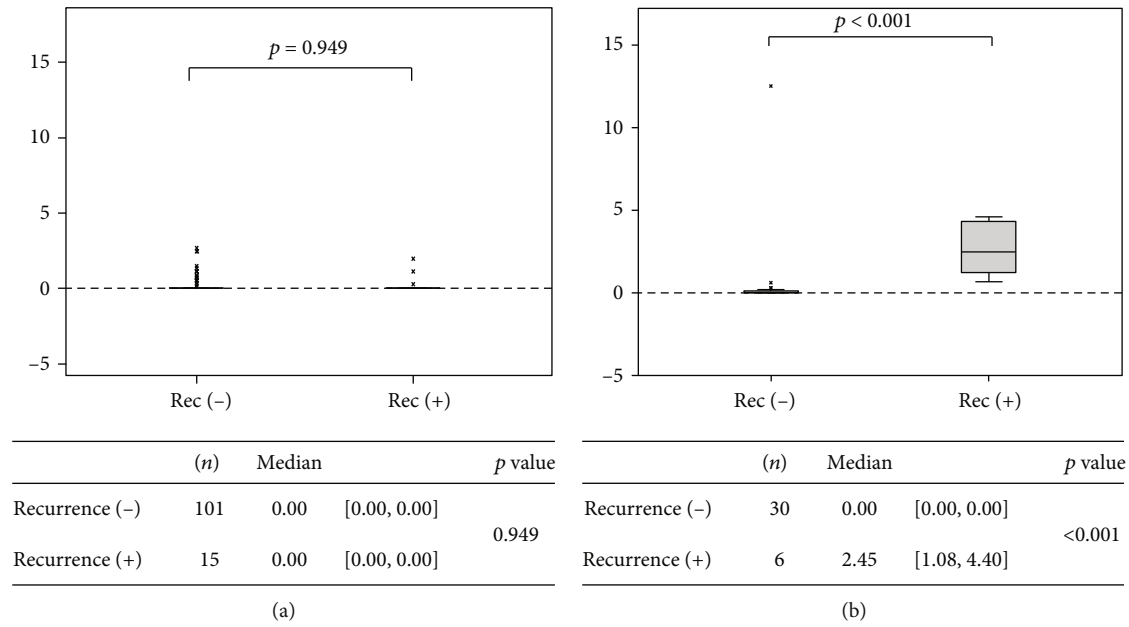 p = 0.949
15
10
5
0
–5
Rec (–) Rec (+)
(n) Median p value
Recurrence (–) 101 0.00 [0.00, 0.00]
0.949
Recurrence (+) 15 0.00 [0.00, 0.00]
(a)
p < 0.001
15
10
5
0
–5
Rec (–) Rec (+)
(n) Median p value
Recurrence (–) 30 0.00 [0.00, 0.00]
<0.001
Recurrence (+) 6 2.45 [1.08, 4.40]
(b)